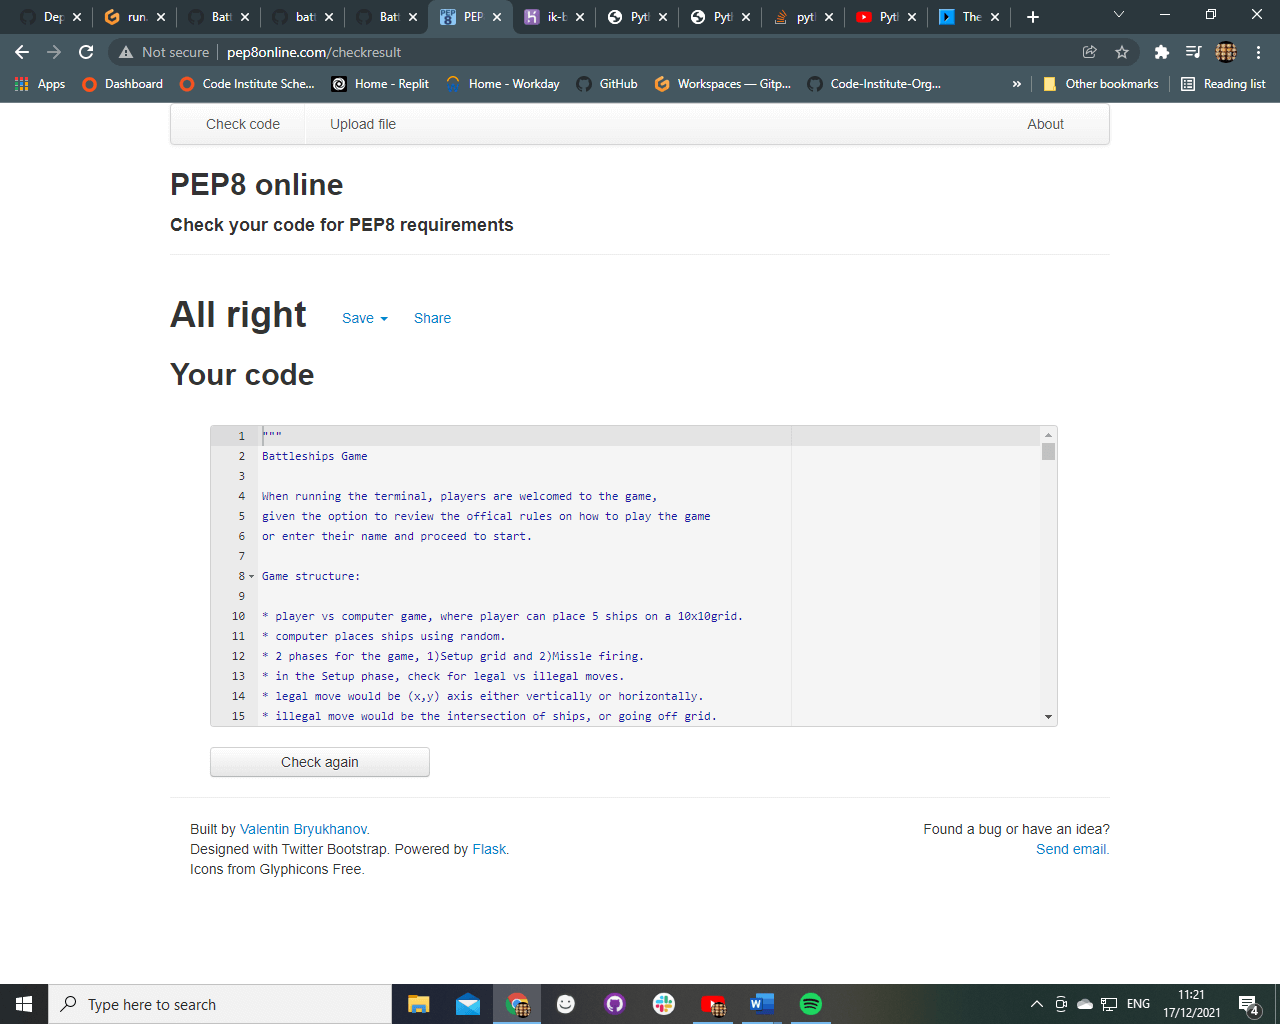 Dep
run.
Batt
batt
Batt
PEP
ik-b
Pyt
Pyt
pyt
Pyt
The
Not secure
pep8online.com/checkresult
Apps
Dashboard
Code Institute Sche...
Home - Replit
Home - Workday
GitHub
Workspaces — Gitp...
Code-Institute-Org...
»
Other bookmarks
Reading list
Check code
Upload file
About
PEP8 online
Check your code for PEP8 requirements
All right
Save
Share
Your code
1 """
2 Battleships Game
3
4 When running the terminal, players are welcomed to the game,
5 given the option to review the offical rules on how to play the game
6 or enter their name and proceed to start.
7
8 Game structure:
9
10 * player vs computer game, where player can place 5 ships on a 10x10grid.
11 * computer places ships using random.
12 * 2 phases for the game, 1)Setup grid and 2)Missle firing.
13 * in the Setup phase, check for legal vs illegal moves.
14 * legal move would be (x,y) axis either vertically or horizontally.
15 * illegal move would be the intersection of ships, or going off grid.
Check again
Built by Valentin Bryukhanov.
Designed with Twitter Bootstrap. Powered by Flask.
Icons from Glyphicons Free.
Found a bug or have an idea?
Send email.
Type here to search
ENG
11:21
17/12/2021
4